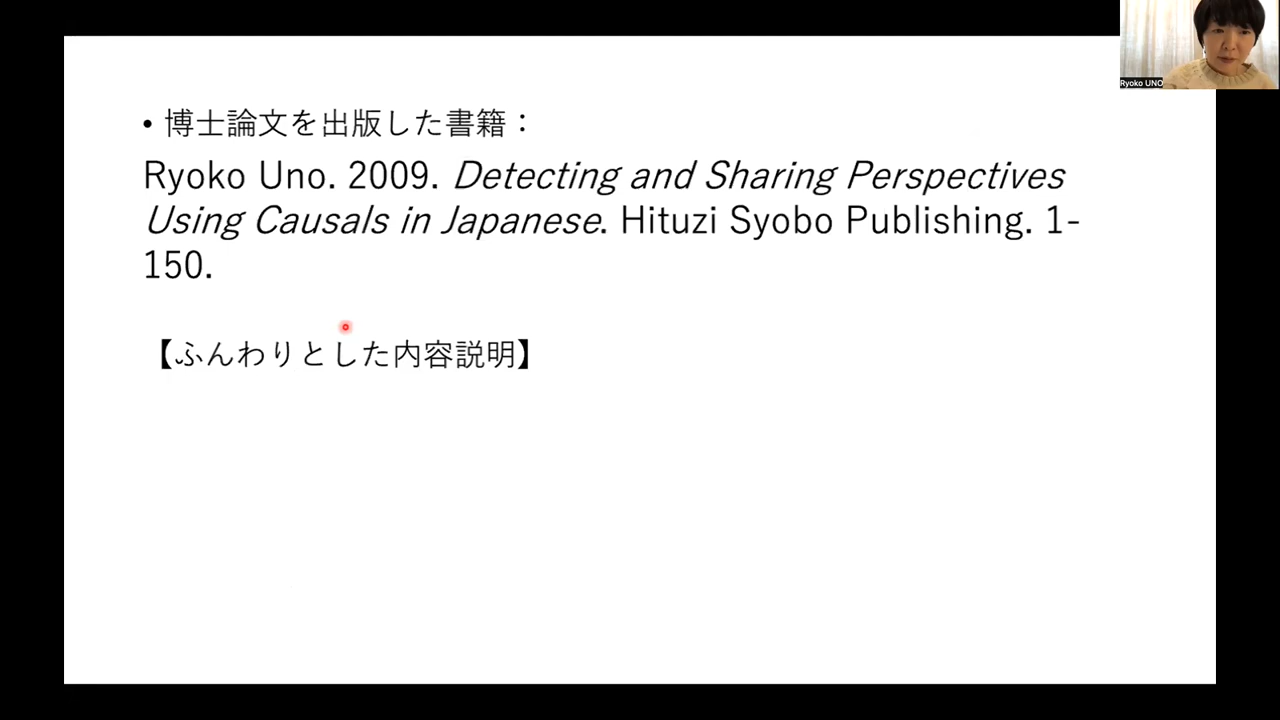 • 博士論文を出版した書籍：
Ryoko Uno. 2009. Detecting and Sharing Perspectives
Using Causals in Japanese. Hituzi Syobo Publishing. 1-
150.
【ふんわりとした内容説明】
Ryoko UNO